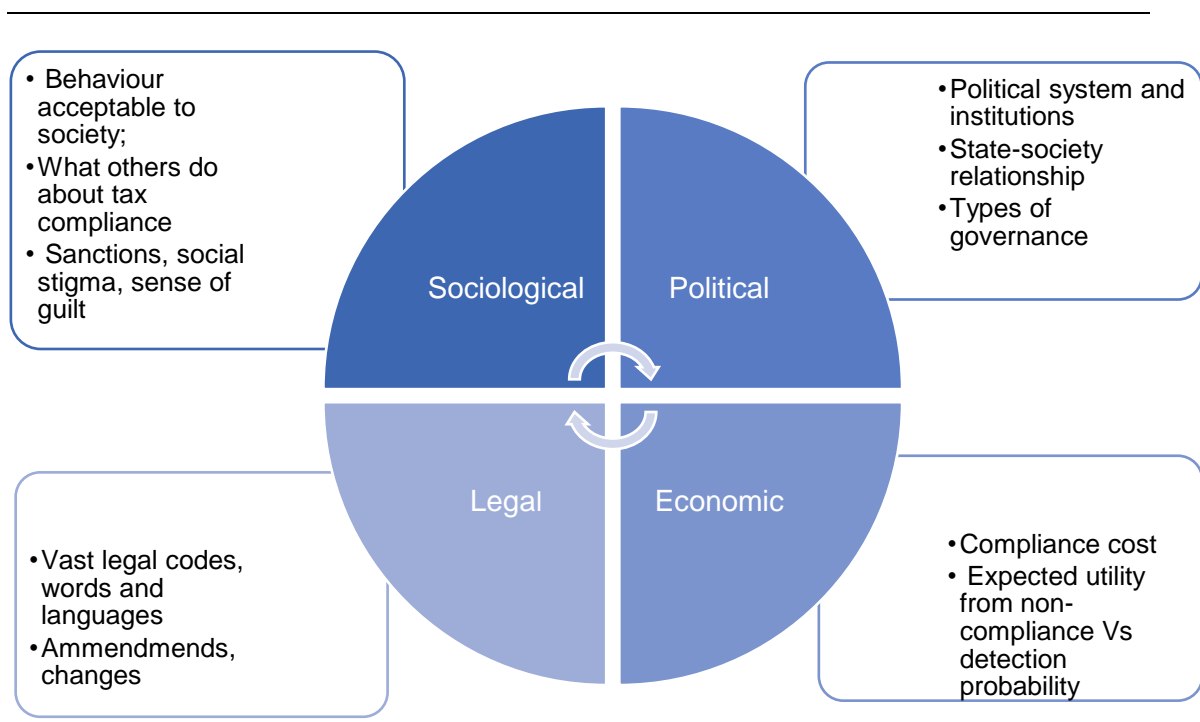 • Behaviour
acceptable to
society;
•What others do
about tax
compliance
• Sanctions, social
stigma, sense of
guilt
•Political system and
institutions
•State-society
relationship
•Types of
governance
Sociological
Political
Legal
Economic
•Vast legal codes,
words and
languages
•Ammendmends,
changes
•Compliance cost
• Expected utility
from non-
compliance Vs
detection
probability